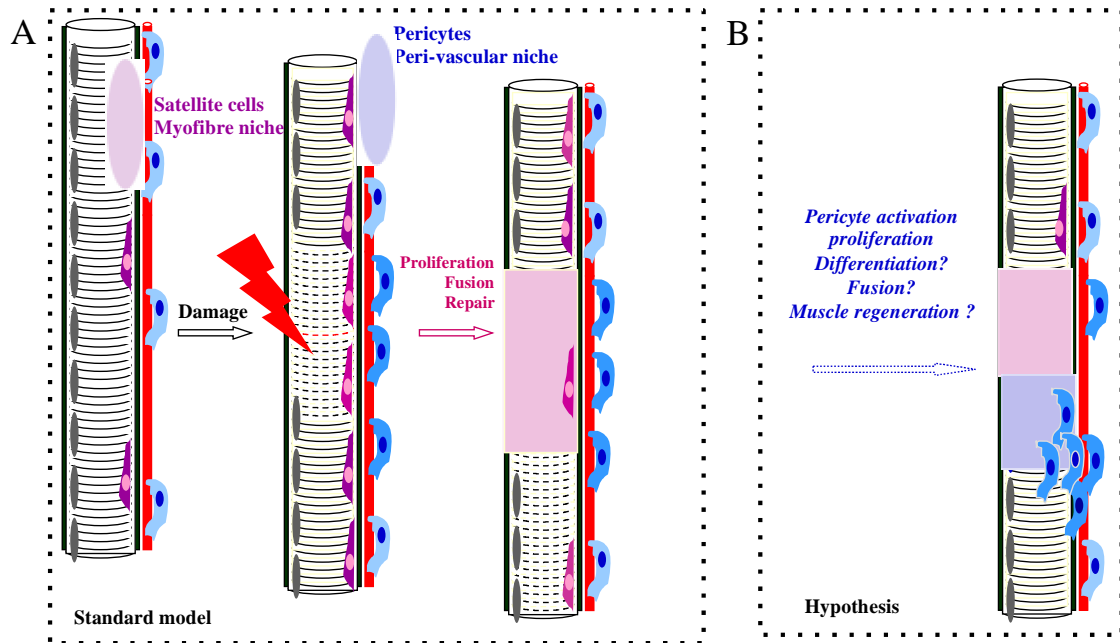 A
Satellite cells
Myofibre niche
Pericytes
Peri-vascular niche
Damage
Proliferation
Fusion
Repair
Standard model
B
Pericyte activation
proliferation
Differentiation?
Fusion?
Muscle regeneration ?
Hypothesis